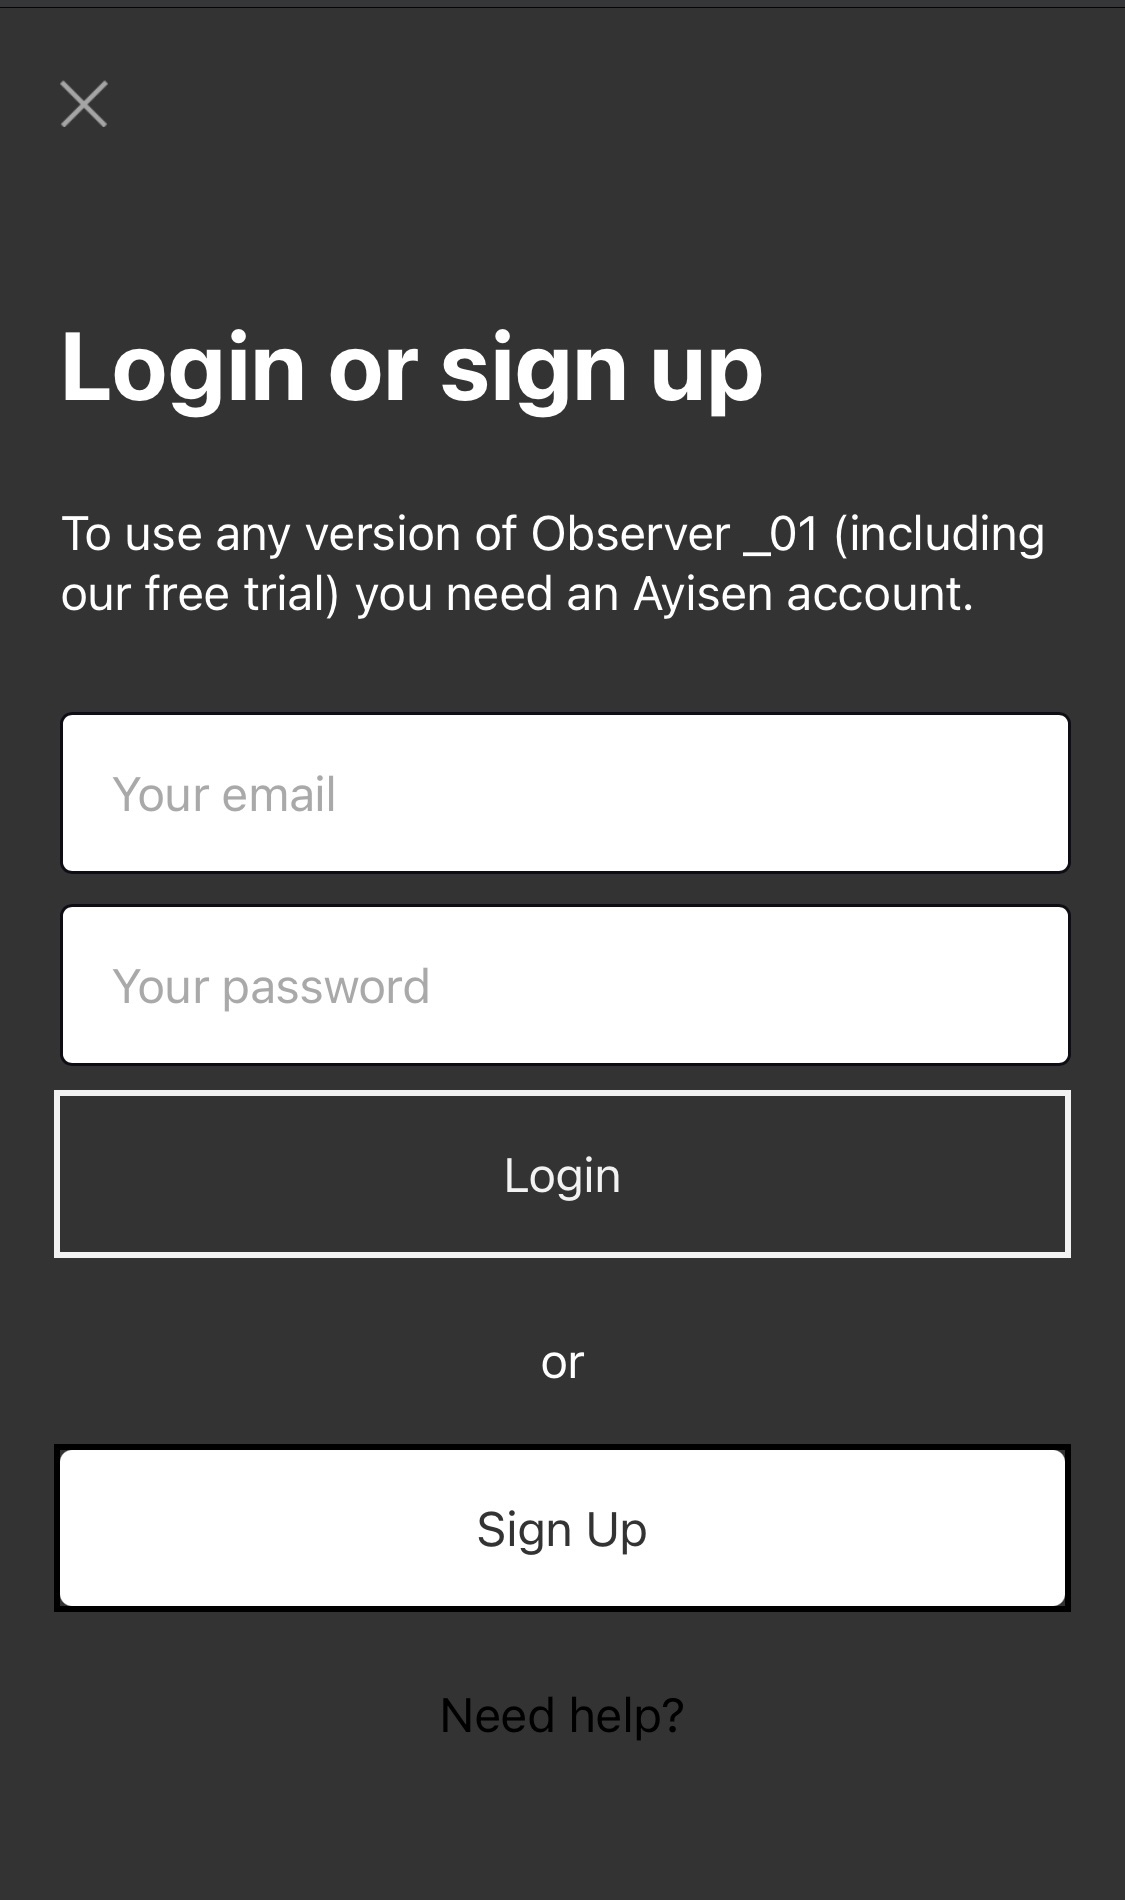 Login or sign up
To use any version of Observer _01 (including
our free trial) you need an Ayisen account.
Your email
Your password
Login
or
Sign Up
Need help?